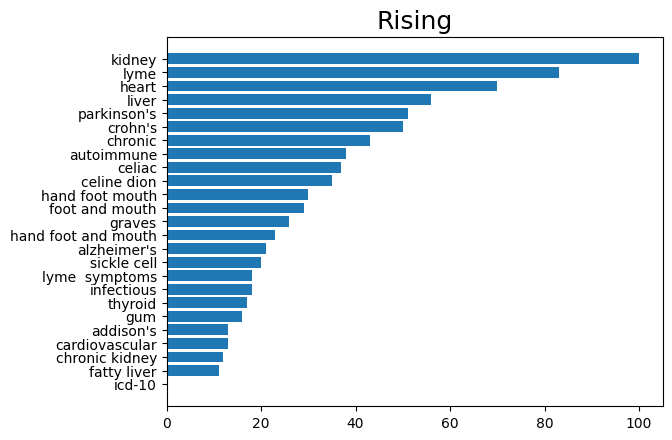 Rising
kidney
lyme
heart
liver
parkinson's
crohn's
chronic
autoimmune
celiac
celine dion
hand foot mouth
foot and mouth
graves
hand foot and mouth
alzheimer's
sickle cell
lyme  symptoms
infectious
thyroid
gum
addison's
cardiovascular
chronic kidney
fatty liver
icd-10
0 20 40 60 80 100